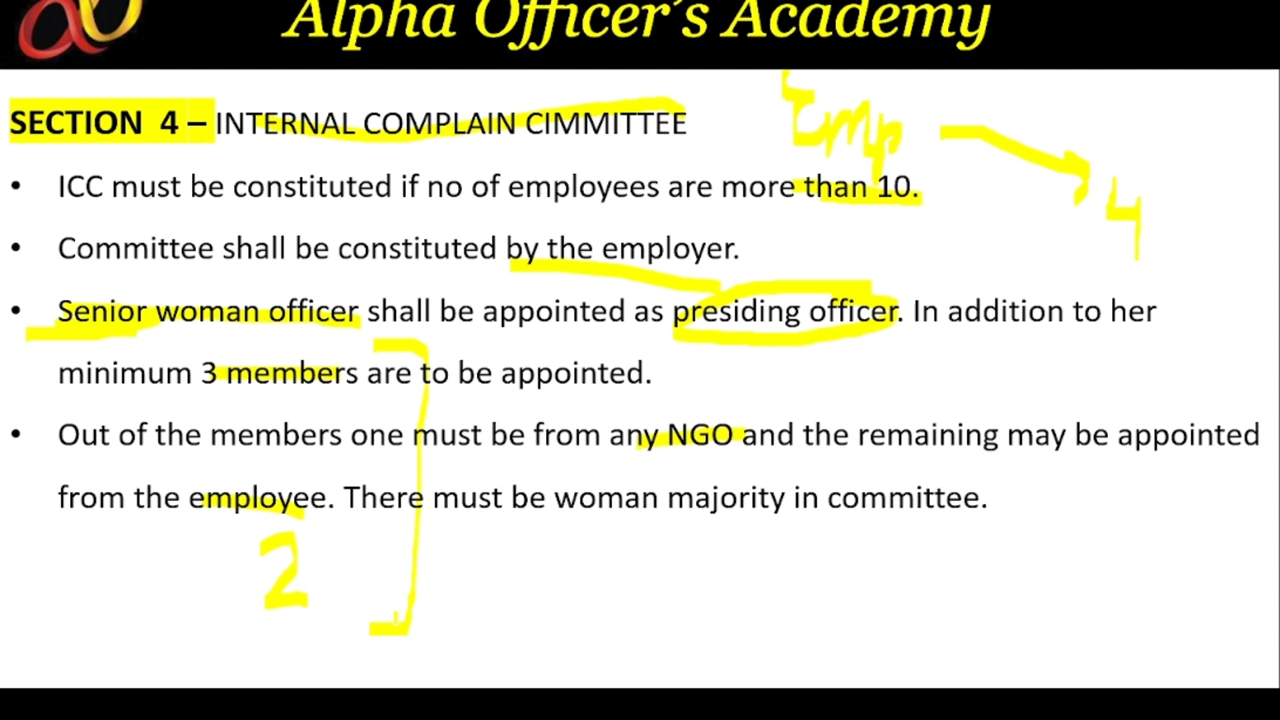 Alpha Officer's Academy
SECTION 4 – INTERNAL COMPLAIN CIMMITTEE
Emp → 4
• ICC must be constituted if no of employees are more than 10.
• Committee shall be constituted by the employer.
• Senior woman officer shall be appointed as presiding officer. In addition to her
minimum 3 members are to be appointed.
• Out of the members one must be from any NGO and the remaining may be appointed
from the employee. There must be woman majority in committee.
2